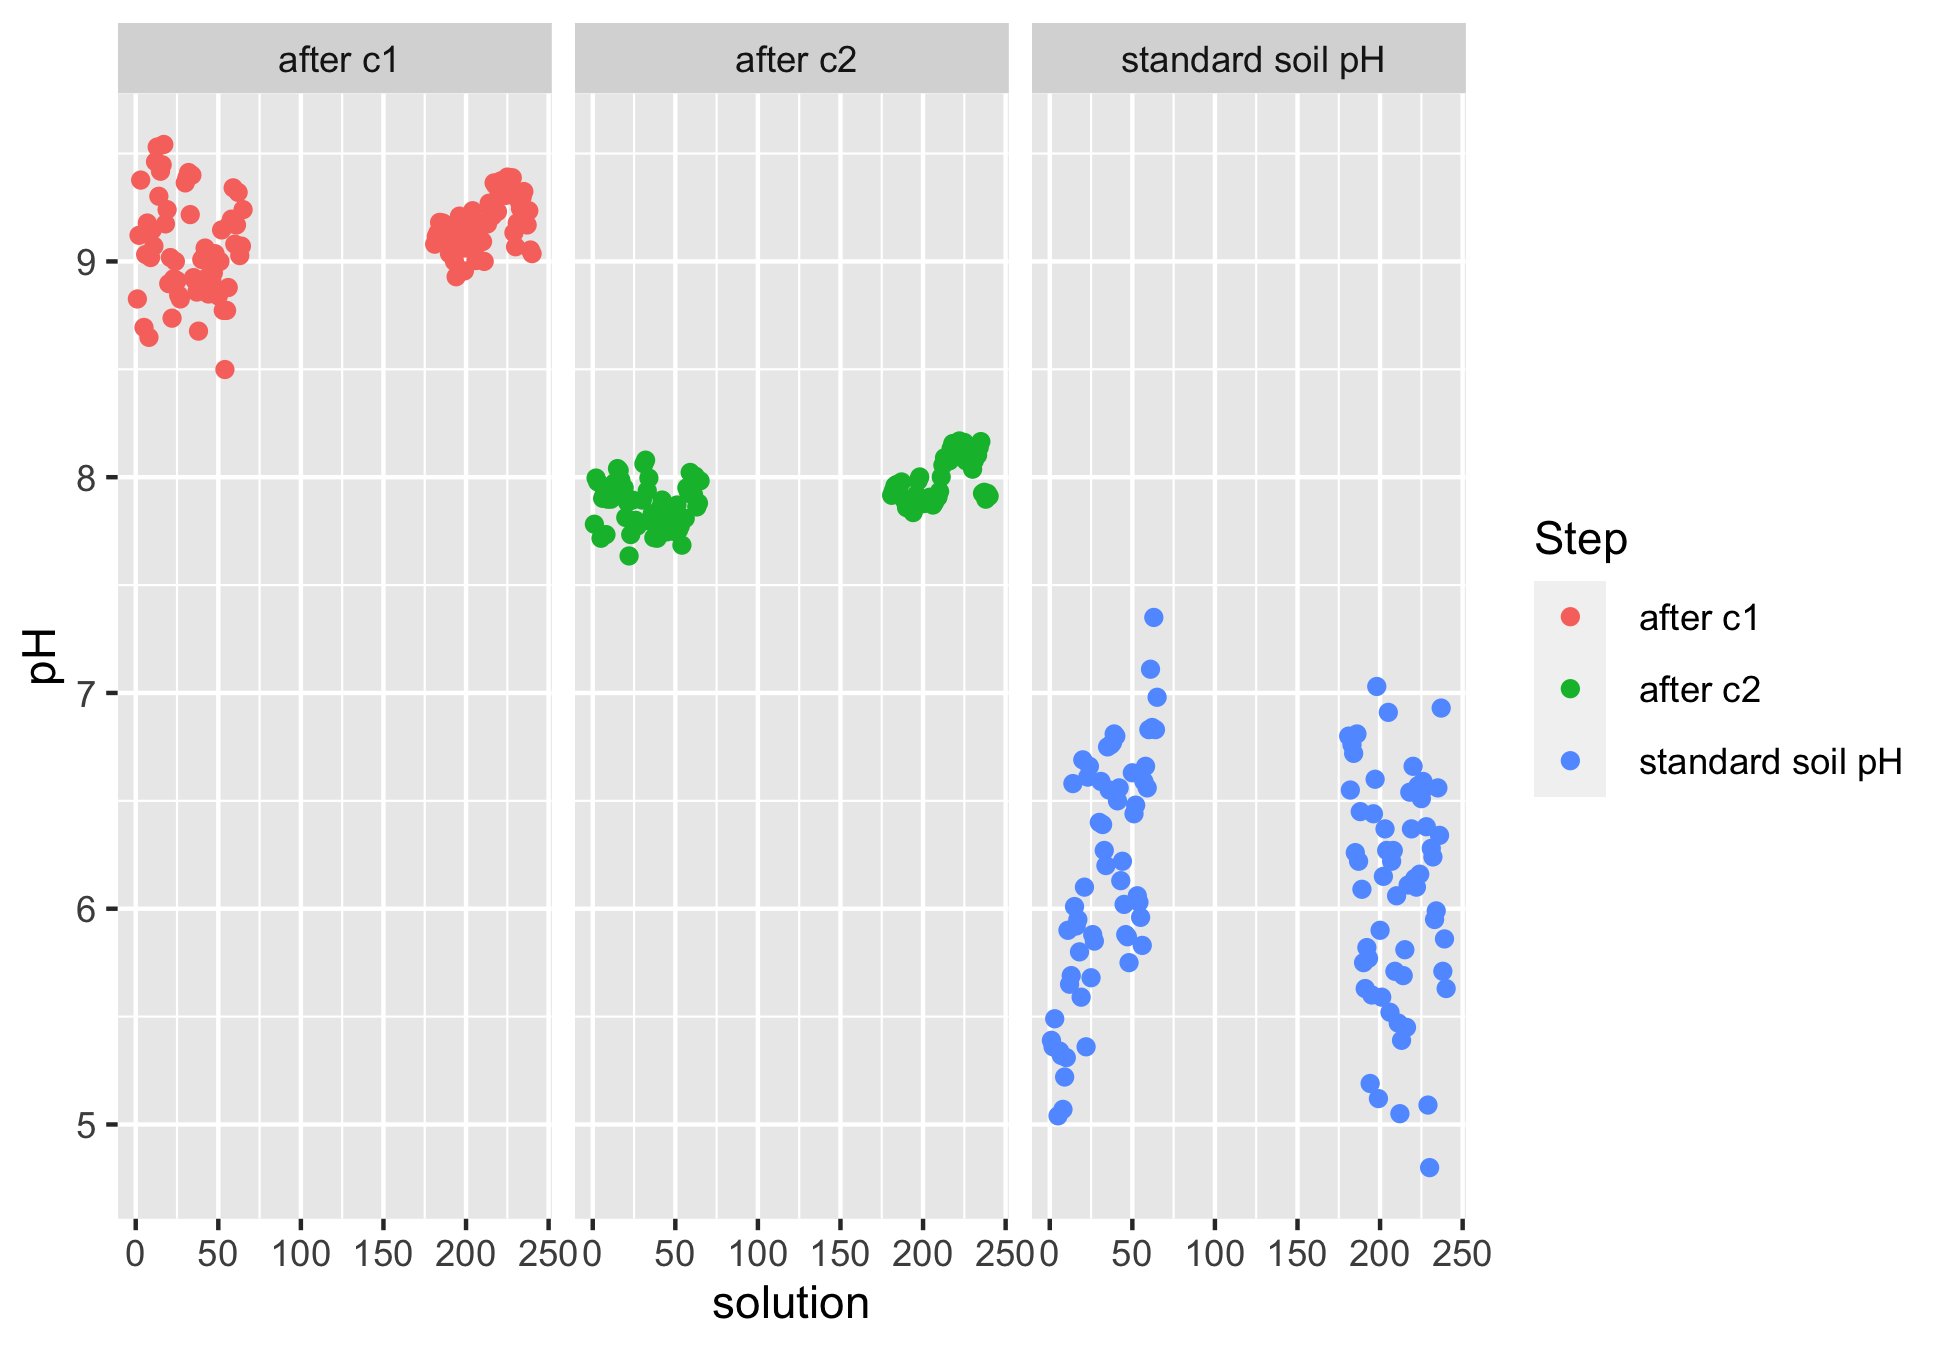 after c1 after c2 standard soil pH
9
8
7
6
5
pH
0 50 100 150 200 250 0 50 100 150 200 250 0 50 100 150 200 250
solution
Step
after c1
after c2
standard soil pH